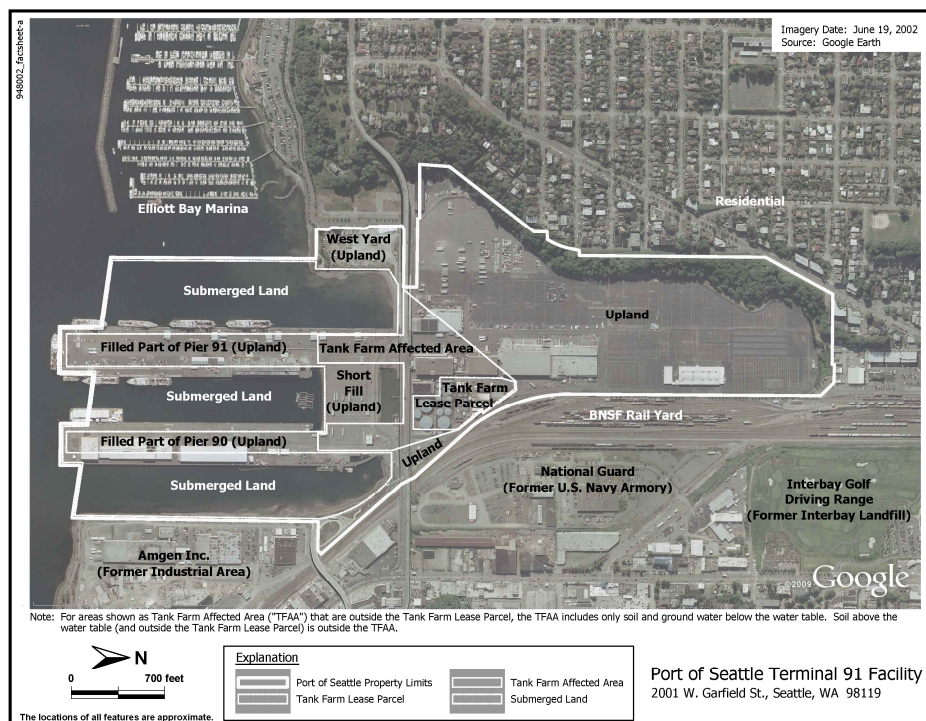 948002_factsheet-a
Imagery Date: June 19, 2002
Source: Google Earth
Elliott Bay Marina
Residential
West Yard
(Upland)
Submerged Land
Upland
Filled Part of Pier 91 (Upland)
Tank Farm Affected Area
Submerged Land
Short
Fill
(Upland)
Tank Farm
Lease Parcel
BNSF Rail Yard
Filled Part of Pier 90 (Upland)
Upland
Submerged Land
National Guard
(Former U.S. Navy Armory)
Interbay Golf
Driving Range
(Former Interbay Landfill)
Amgen Inc.
(Former Industrial Area)
©2009 Google
Note: For areas shown as Tank Farm Affected Area ("TFAA") that are outside the Tank Farm Lease Parcel, the TFAA includes only soil and ground water below the water table. Soil above the
water table (and outside the Tank Farm Lease Parcel) is outside the TFAA.
N
0 700 feet
The locations of all features are approximate.
Explanation
Port of Seattle Property Limits
Tank Farm Affected Area
Tank Farm Lease Parcel
Submerged Land
Port of Seattle Terminal 91 Facility
2001 W. Garfield St., Seattle, WA 98119